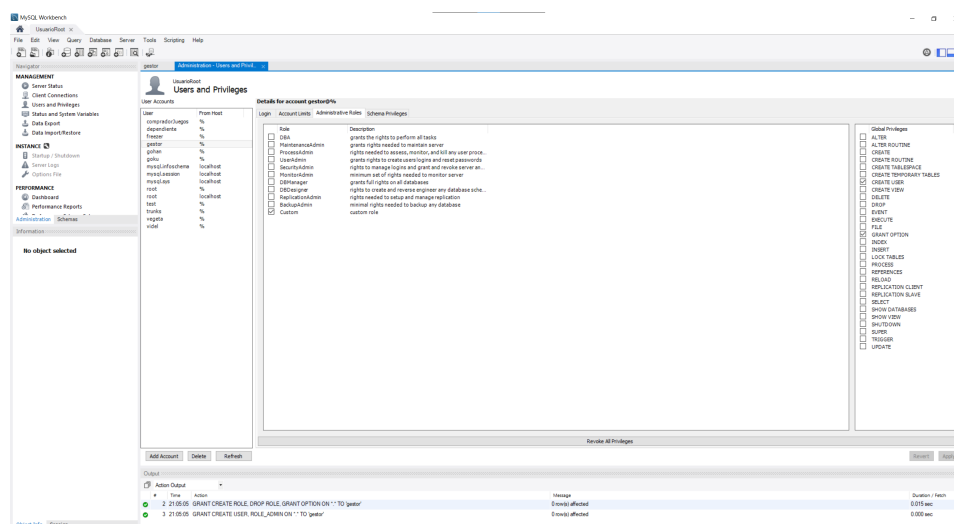 MySQL Workbench
UsuarioRoot ×
File Edit View Query Database Server Tools Scripting Help
Navigator
MANAGEMENT
Server Status
Client Connections
Users and Privileges
Status and System Variables
Data Export
Data Import/Restore
INSTANCE
Startup / Shutdown
Server Logs
Options File
PERFORMANCE
Dashboard
Performance Reports
Administration Schemas
Information
No object selected
gestor Administration - Users and Privil... ×
UsuarioRoot
Users and Privileges
User Accounts
User From Host
compradorJuegos %
dependiente %
freezer %
gestor %
gohan %
goku %
mysql.infoscheme localhost
mysql.session localhost
mysql.sys localhost
root %
root localhost
test %
trunks %
vegeta %
videl %
Add Account Delete Refresh
Details for account gestor@%
Login Account Limits Administrative Roles Schema Privileges
Role Description
DBA grants the rights to perform all tasks
MaintenanceAdmin grants rights needed to maintain server
ProcessAdmin rights needed to assess, monitor, and kill any user proce...
UserAdmin grants rights to create users logins and reset passwords
SecurityAdmin rights to manage logins and grant and revoke server an...
MonitorAdmin minimum set of rights needed to monitor server
DBManager grants full rights on all databases
DBDesigner rights to create and reverse engineer any database sche...
ReplicationAdmin rights needed to setup and manage replication
BackupAdmin minimal rights needed to backup any database
Custom custom role
Global Privileges
ALTER
ALTER ROUTINE
CREATE
CREATE ROUTINE
CREATE TABLESPACE
CREATE TEMPORARY TABLES
CREATE USER
CREATE VIEW
DELETE
DROP
EVENT
EXECUTE
FILE
GRANT OPTION
INDEX
INSERT
LOCK TABLES
PROCESS
REFERENCES
RELOAD
REPLICATION CLIENT
REPLICATION SLAVE
SELECT
SHOW DATABASES
SHOW VIEW
SHUTDOWN
SUPER
TRIGGER
UPDATE
Revoke All Privileges
Revert Apply
Output
Action Output
# Time Action Message Duration / Fetch
2 21:05:05 GRANT CREATE ROLE, DROP ROLE, GRANT OPTION ON *.* TO 'gestor' 0 row(s) affected 0.015 sec
3 21:05:05 GRANT CREATE USER, ROLE_ADMIN ON *.* TO 'gestor' 0 row(s) affected 0.000 sec